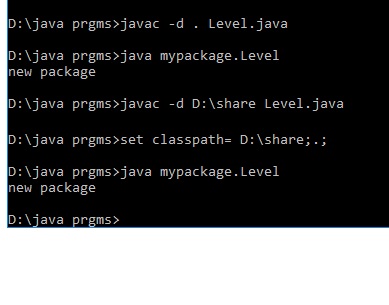 D:\java prgms>javac -d . Level.java
D:\java prgms>java mypackage.Level
new package
D:\java prgms>javac -d D:\share Level.java
D:\java prgms>set classpath= D:\share;.;
D:\java prgms>java mypackage.Level
new package
D:\java prgms>